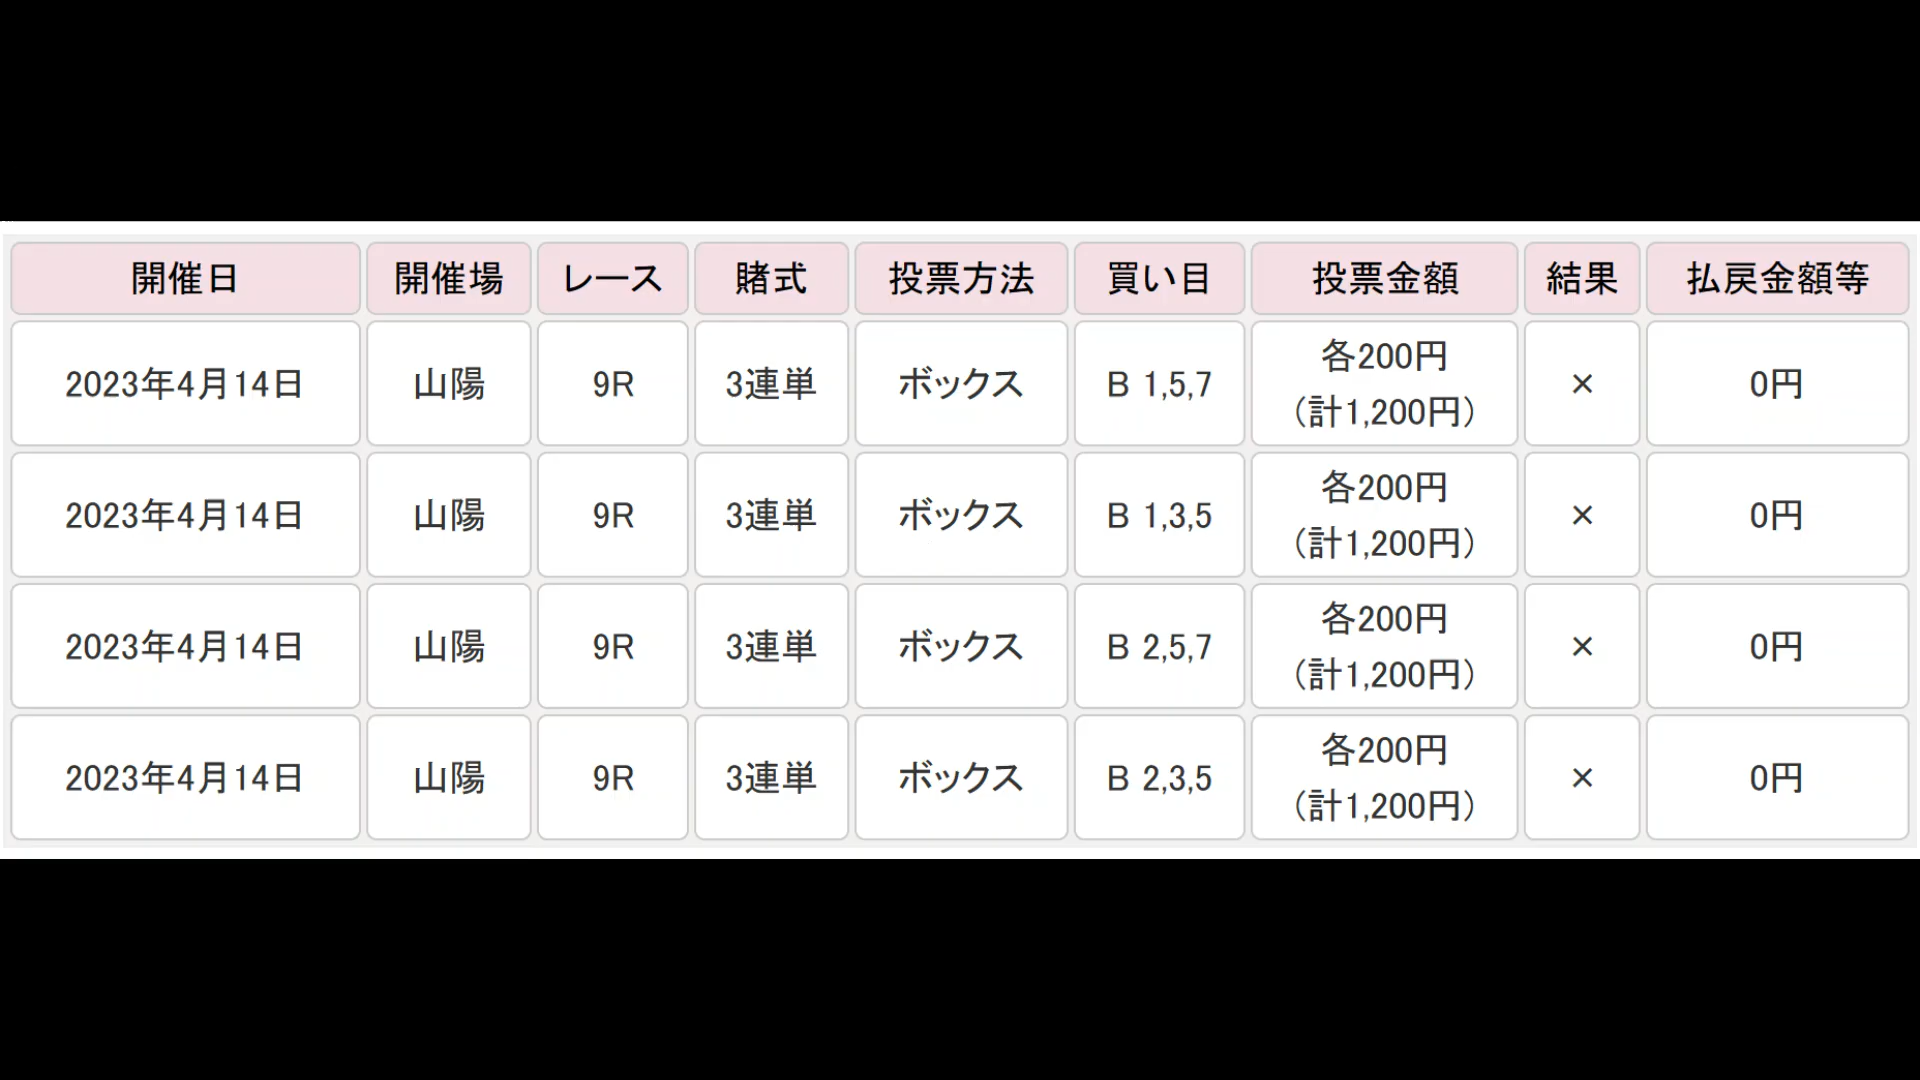 開催日 開催場 レース 賭式 投票方法 買い目 投票金額 結果 払戻金額等
2023年4月14日 山陽 9R 3連単 ボックス B 1,5,7 各200円 × 0円
（計1,200円）
2023年4月14日 山陽 9R 3連単 ボックス B 1,3,5 各200円 × 0円
（計1,200円）
2023年4月14日 山陽 9R 3連単 ボックス B 2,5,7 各200円 × 0円
（計1,200円）
2023年4月14日 山陽 9R 3連単 ボックス B 2,3,5 各200円 × 0円
（計1,200円）